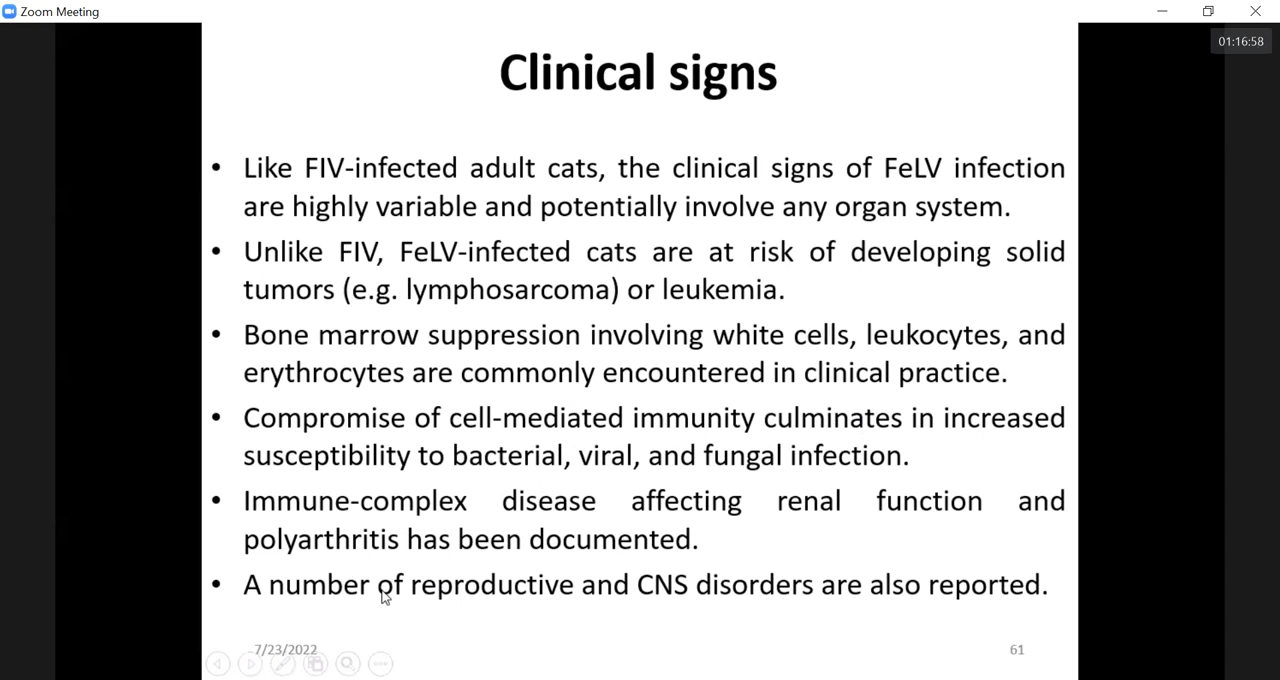 Zoom Meeting
01:16:58
Clinical signs
• Like FIV-infected adult cats, the clinical signs of FeLV infection
are highly variable and potentially involve any organ system.
• Unlike FIV, FeLV-infected cats are at risk of developing solid
tumors (e.g. lymphosarcoma) or leukemia.
• Bone marrow suppression involving white cells, leukocytes, and
erythrocytes are commonly encountered in clinical practice.
• Compromise of cell-mediated immunity culminates in increased
susceptibility to bacterial, viral, and fungal infection.
• Immune-complex disease affecting renal function and
polyarthritis has been documented.
• A number of reproductive and CNS disorders are also reported.
7/23/2022
61